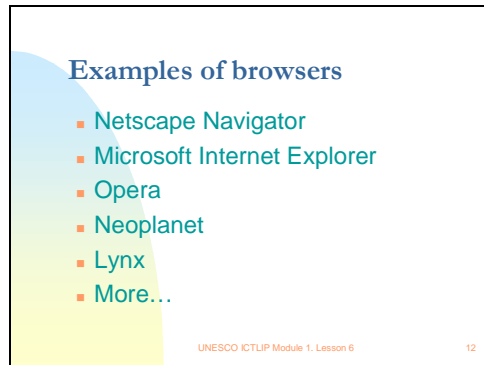 Examples of browsers
Netscape Navigator
Microsoft Internet Explorer
Opera
Neoplanet
Lynx
More…
UNESCO ICTLIP Module 1. Lesson 6 12